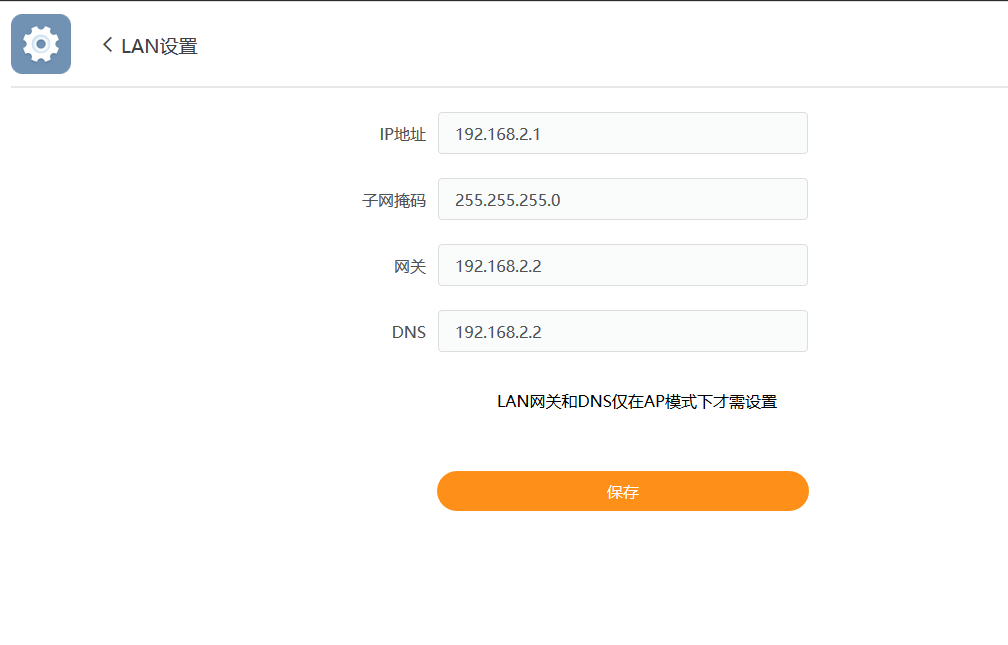 LAN设置
IP地址 192.168.2.1
子网掩码 255.255.255.0
网关 192.168.2.2
DNS 192.168.2.2
LAN网关和DNS仅在AP模式下才需设置
保存